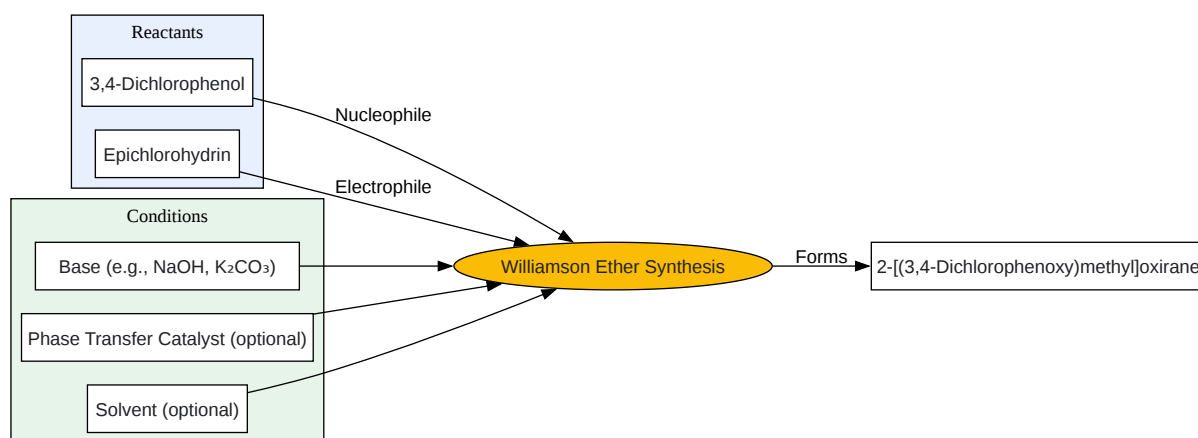 Reactants
3,4-Dichlorophenol
Nucleophile
Epichlorohydrin
Electrophile
Conditions
Base (e.g., NaOH, K₂CO₃)
Williamson Ether Synthesis
Forms
2-[(3,4-Dichlorophenoxy)methyl]oxirane
Phase Transfer Catalyst (optional)
Solvent (optional)